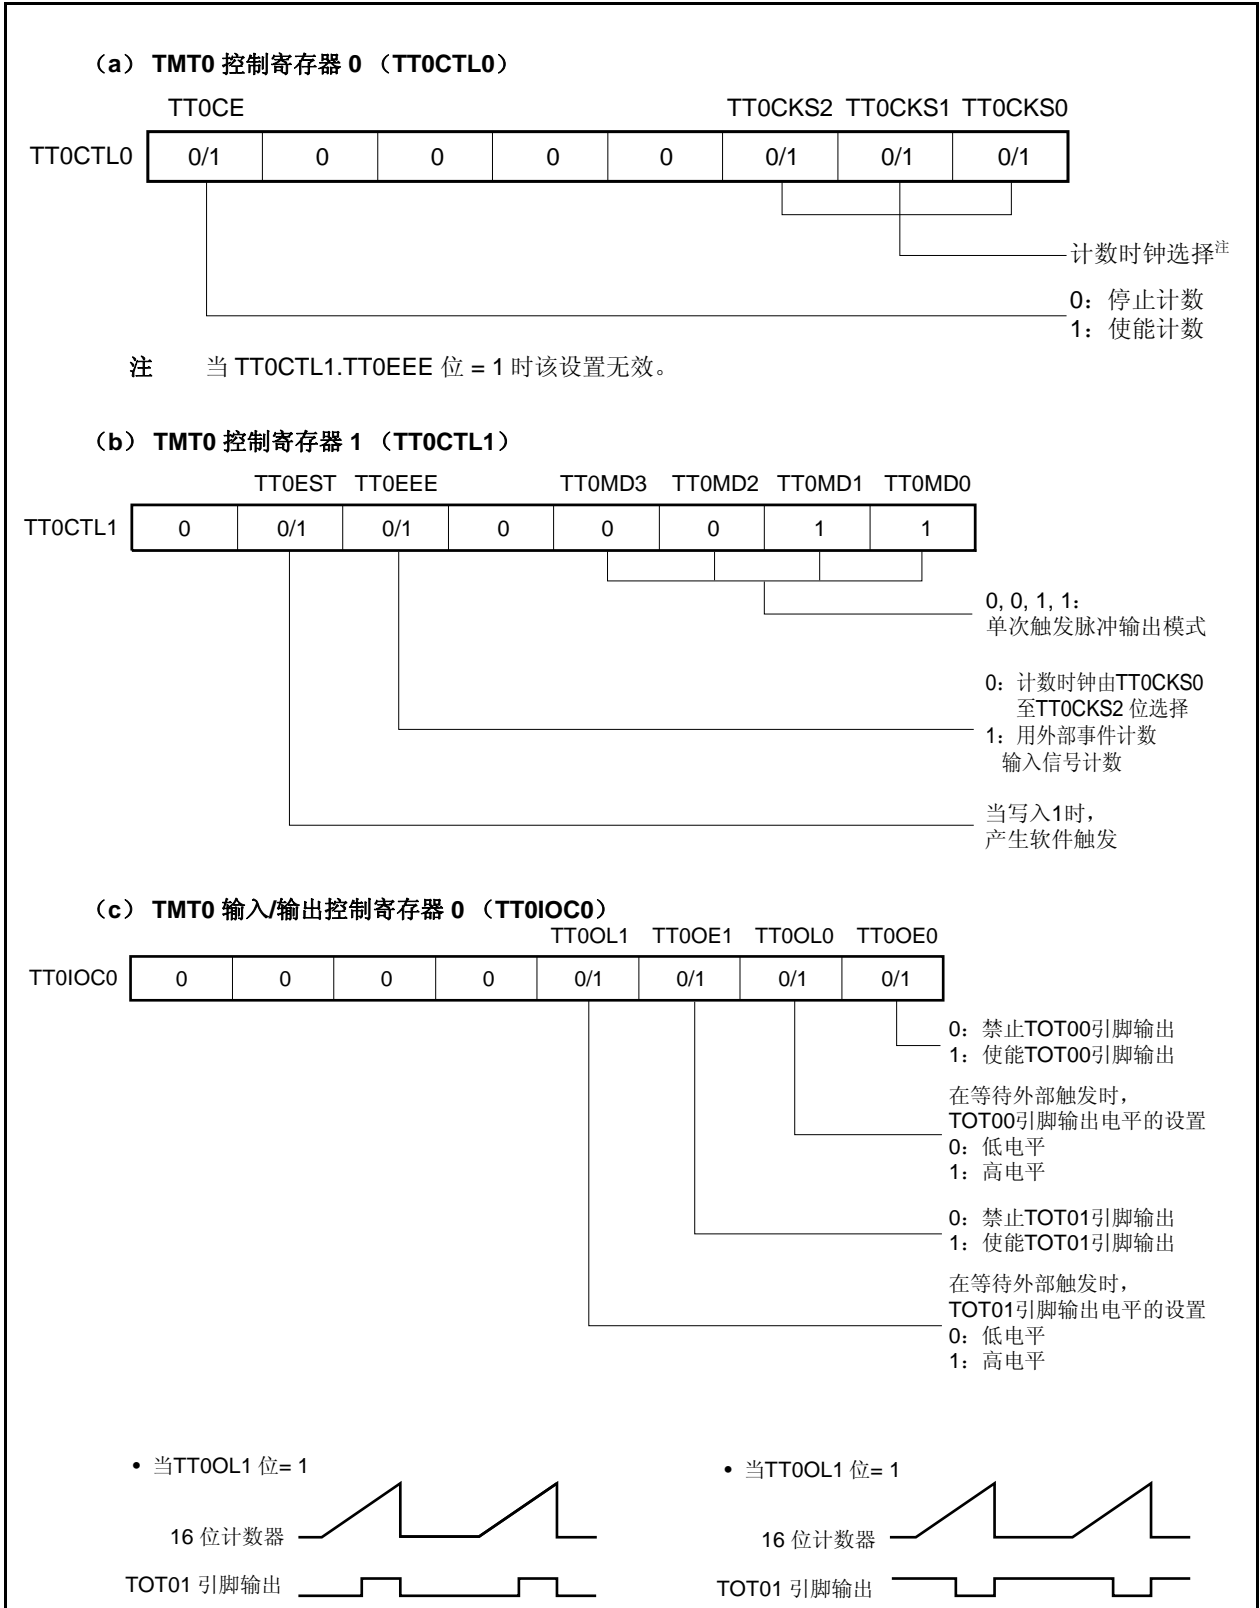 （a） TMT0 控制寄存器 0 （TT0CTL0）
TT0CE TT0CKS2 TT0CKS1 TT0CKS0
TT0CTL0 0/1 0 0 0 0 0/1 0/1 0/1
计数时钟选择注
0：停止计数
1：使能计数
注 当 TT0CTL1.TT0EEE 位 = 1 时该设置无效。
（b） TMT0 控制寄存器 1 （TT0CTL1）
TT0EST TT0EEE TT0MD3 TT0MD2 TT0MD1 TT0MD0
TT0CTL1 0 0/1 0/1 0 0 0 1 1
0, 0, 1, 1：
单次触发脉冲输出模式
0：计数时钟由TT0CKS0
至TT0CKS2 位选择
1：用外部事件计数
输入信号计数
当写入1时，
产生软件触发
（c） TMT0 输入/输出控制寄存器 0 （TT0IOC0）
TT0OL1 TT0OE1 TT0OL0 TT0OE0
TT0IOC0 0 0 0 0 0/1 0/1 0/1 0/1
0：禁止TOT00引脚输出
1：使能TOT00引脚输出
在等待外部触发时，
TOT00引脚输出电平的设置
0：低电平
1：高电平
0：禁止TOT01引脚输出
1：使能TOT01引脚输出
在等待外部触发时，
TOT01引脚输出电平的设置
0：低电平
1：高电平
• 当TT0OL1 位= 1
16 位计数器
TOT01 引脚输出
• 当TT0OL1 位= 1
16 位计数器
TOT01 引脚输出